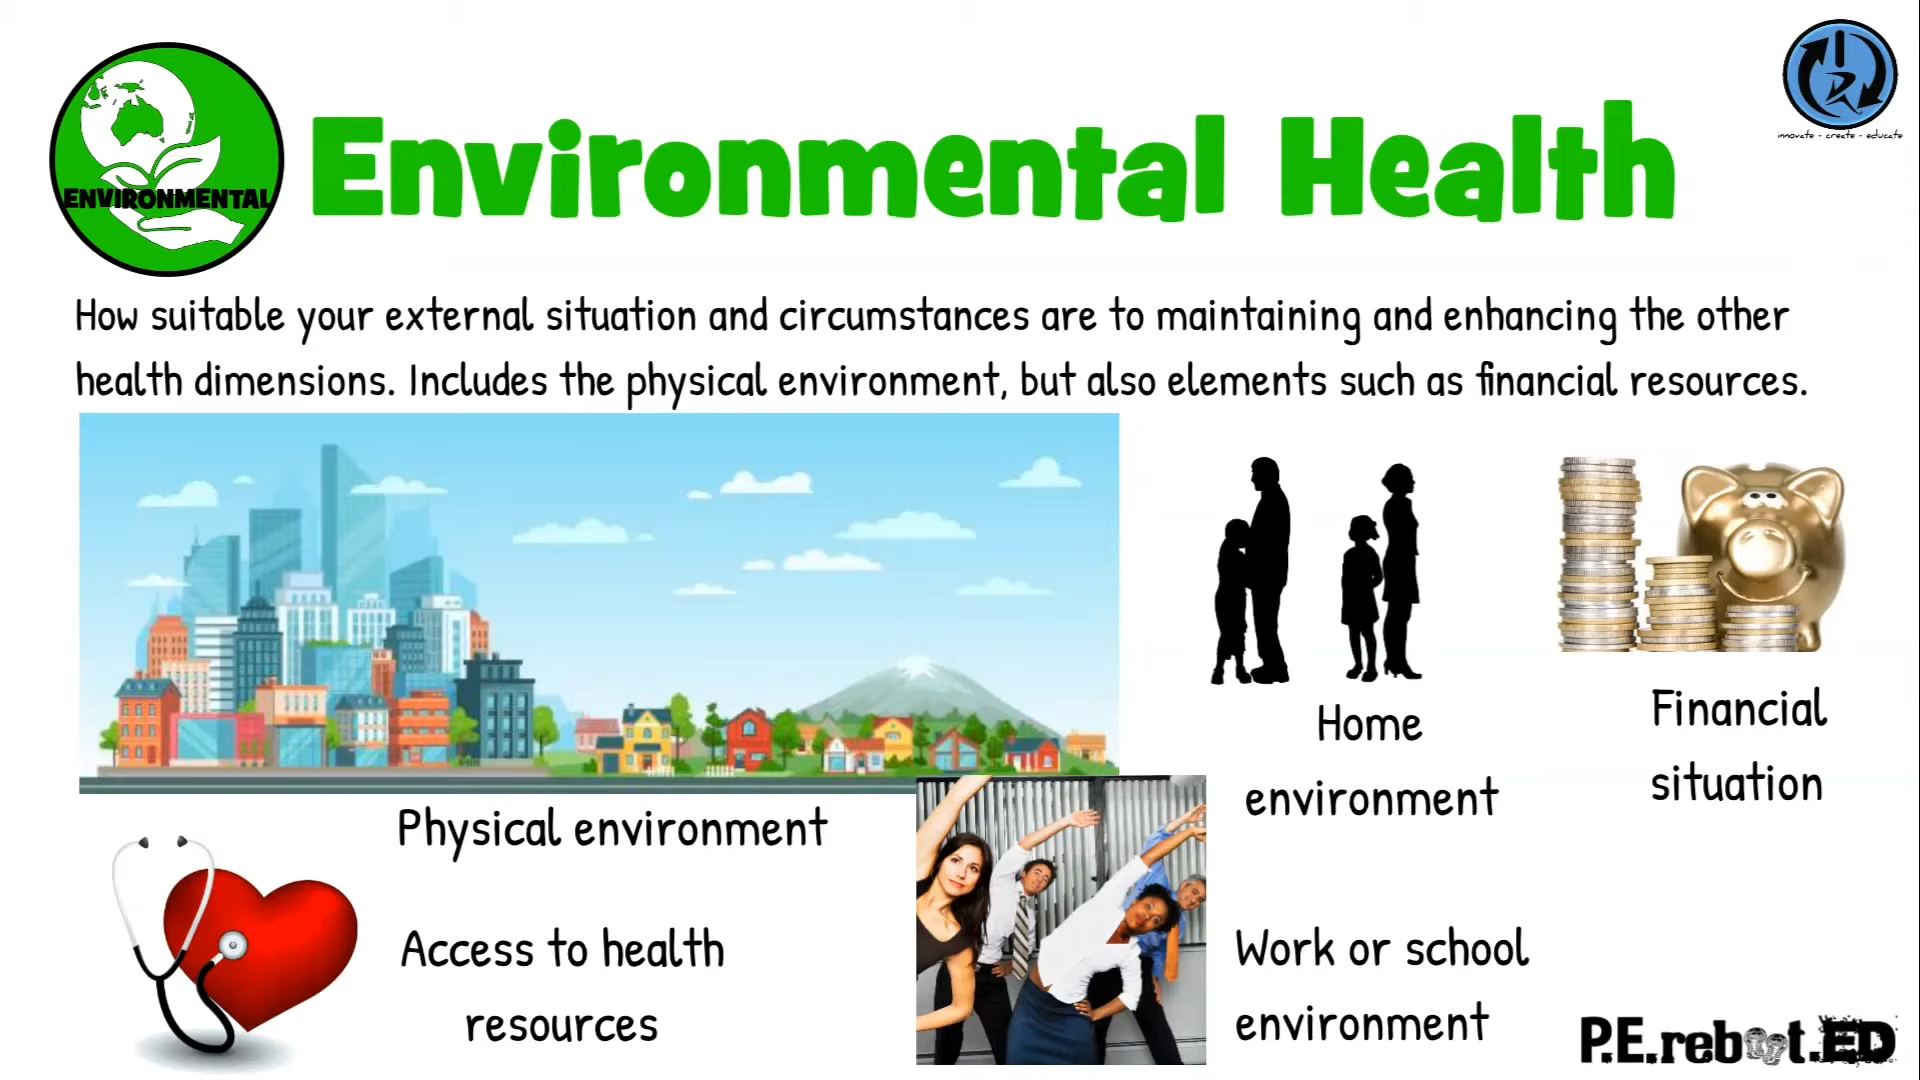 ENVIRONMENTAL
Environmental Health
innovate - create - educate
How suitable your external situation and circumstances are to maintaining and enhancing the other
health dimensions. Includes the physical environment, but also elements such as financial resources.
Home
environment
Financial
situation
Physical environment
Access to health
resources
Work or school
environment
P.E.reboot.ED